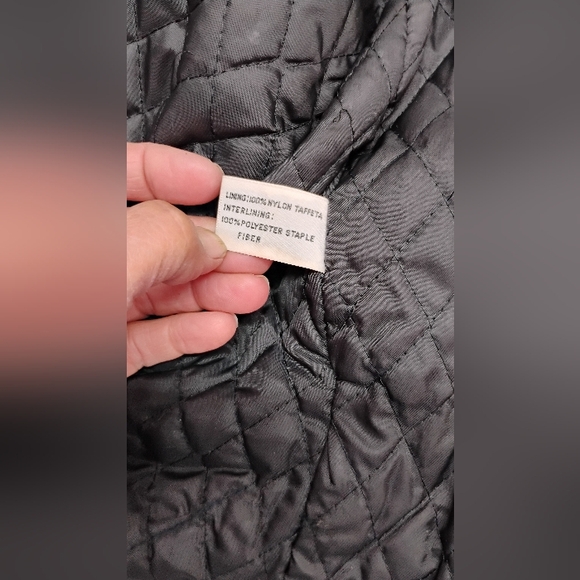 LINING:100% NYLON TAFFETA
INTERLINING:
100% POLYESTER STAPLE
FIBER